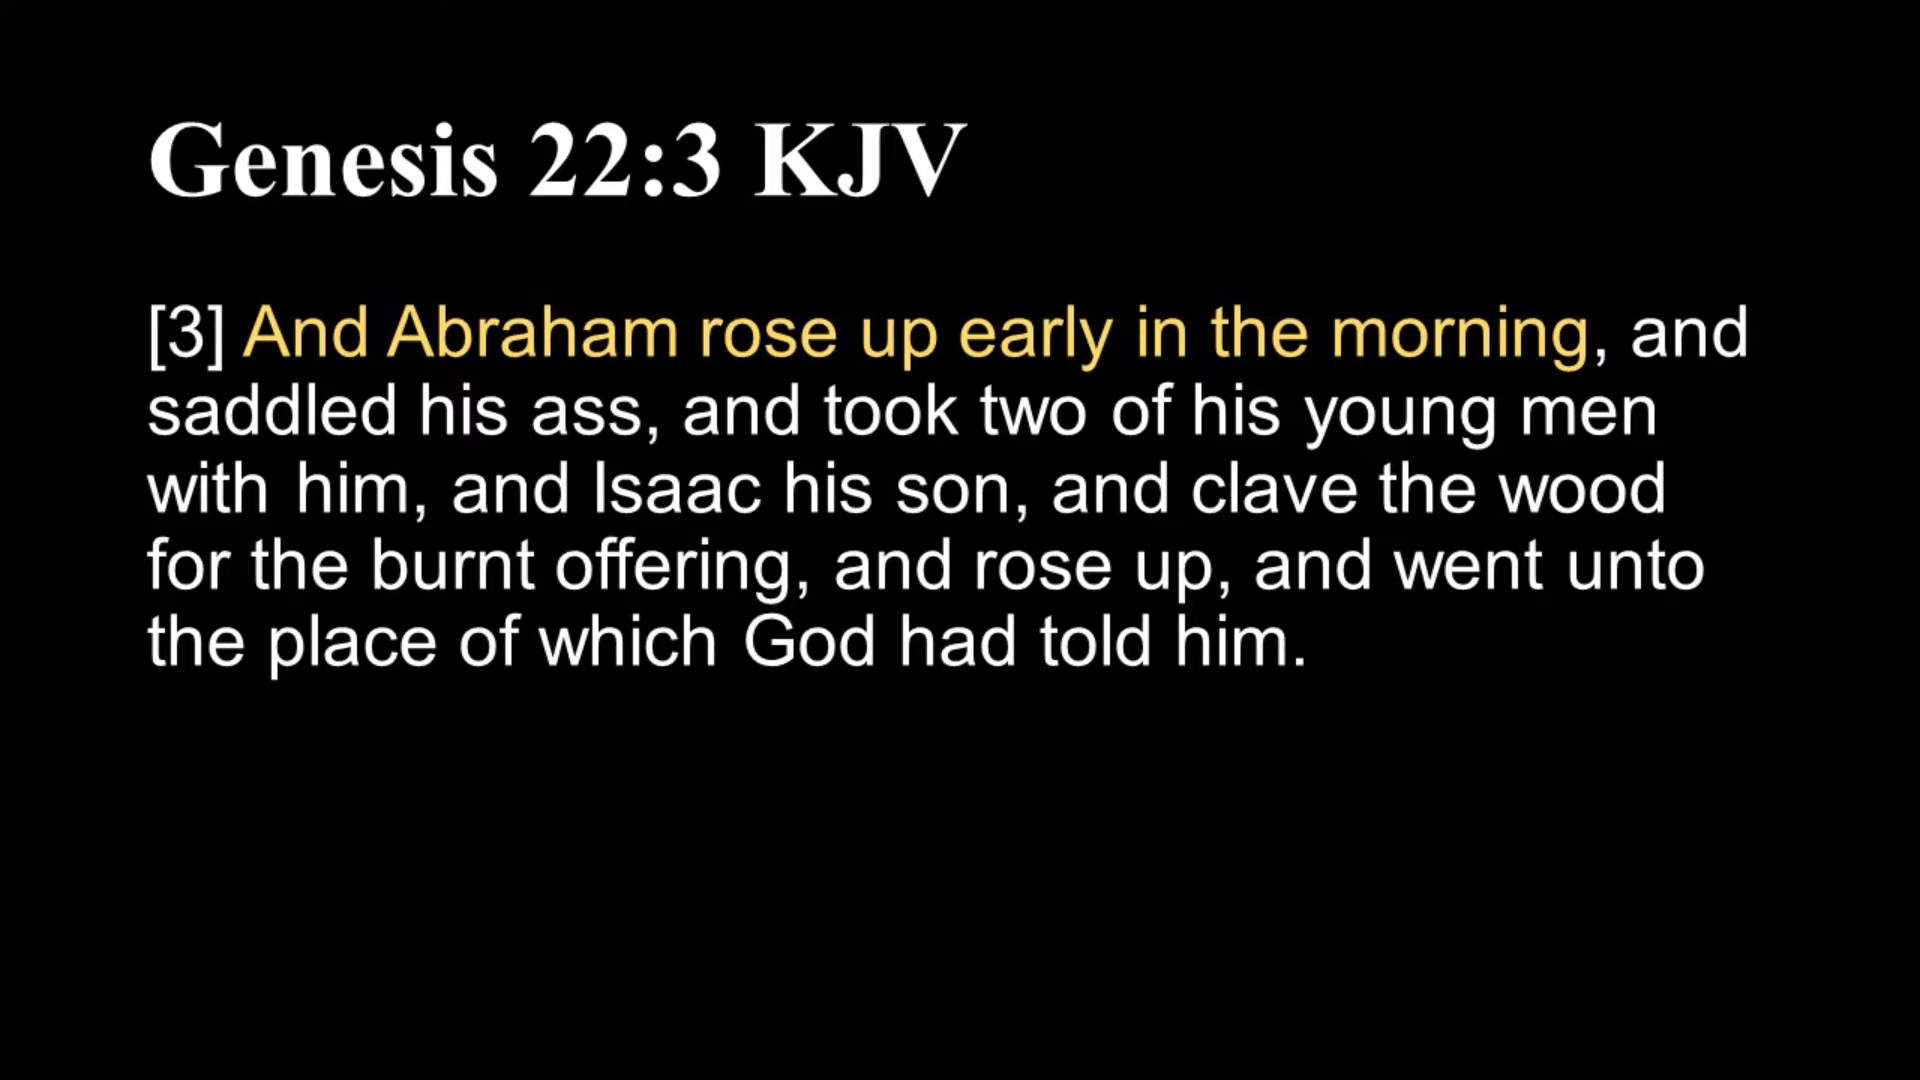 Genesis 22:3 KJV
[3] And Abraham rose up early in the morning, and
saddled his ass, and took two of his young men
with him, and Isaac his son, and clave the wood
for the burnt offering, and rose up, and went unto
the place of which God had told him.